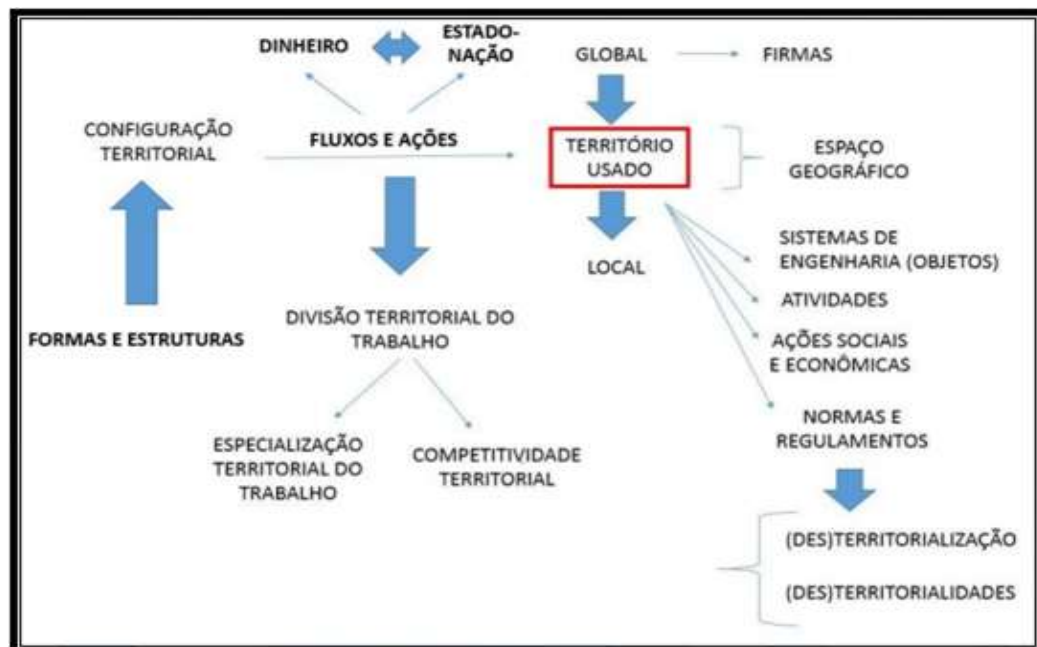 DINHEIRO
ESTADO-
NAÇÃO
GLOBAL
FIRMAS
CONFIGURAÇÃO
TERRITORIAL
FLUXOS E AÇÕES
TERRITÓRIO
USADO
ESPAÇO
GEOGRÁFICO
LOCAL
SISTEMAS DE
ENGENHARIA (OBJETOS)
ATIVIDADES
AÇÕES SOCIAIS
E ECONÔMICAS
NORMAS E
REGULAMENTOS
FORMAS E ESTRUTURAS
DIVISÃO TERRITORIAL DO
TRABALHO
ESPECIALIZAÇÃO
TERRITORIAL DO
TRABALHO
COMPETITIVIDADE
TERRITORIAL
(DES)TERRITORIALIZAÇÃO
(DES)TERRITORIALIDADES